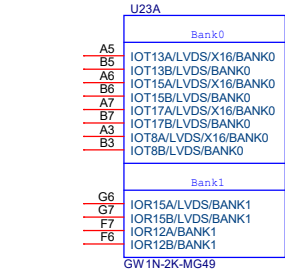 U23A
Bank0
A5 IOT13A/LVDS/X16/BANK0
B5 IOT13B/LVDS/BANK0
A6 IOT15A/LVDS/X16/BANK0
B6 IOT15B/LVDS/BANK0
A7 IOT17A/LVDS/X16/BANK0
B7 IOT17B/LVDS/BANK0
A3 IOT8A/LVDS/X16/BANK0
B3 IOT8B/LVDS/BANK0
Bank1
G6 IOR15A/LVDS/BANK1
G7 IOR15B/LVDS/BANK1
F7 IOR12A/BANK1
F6 IOR12B/BANK1
GW1N-2K-MG49